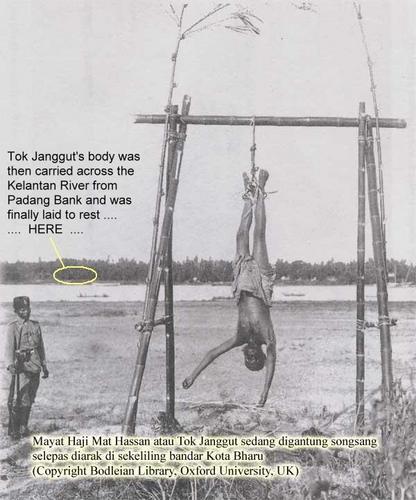 Tok Janggut's body was
then carried across the
Kelantan River from
Padang Bank and was
finally laid to rest ....
.... HERE ....
Mayat Haji Mat Hassan atau Tok Janggut sedang digantung songsang
selepas diarak di sekeliling bandar Kota Bharu
(Copyright Bodleian Library, Oxford University, UK)